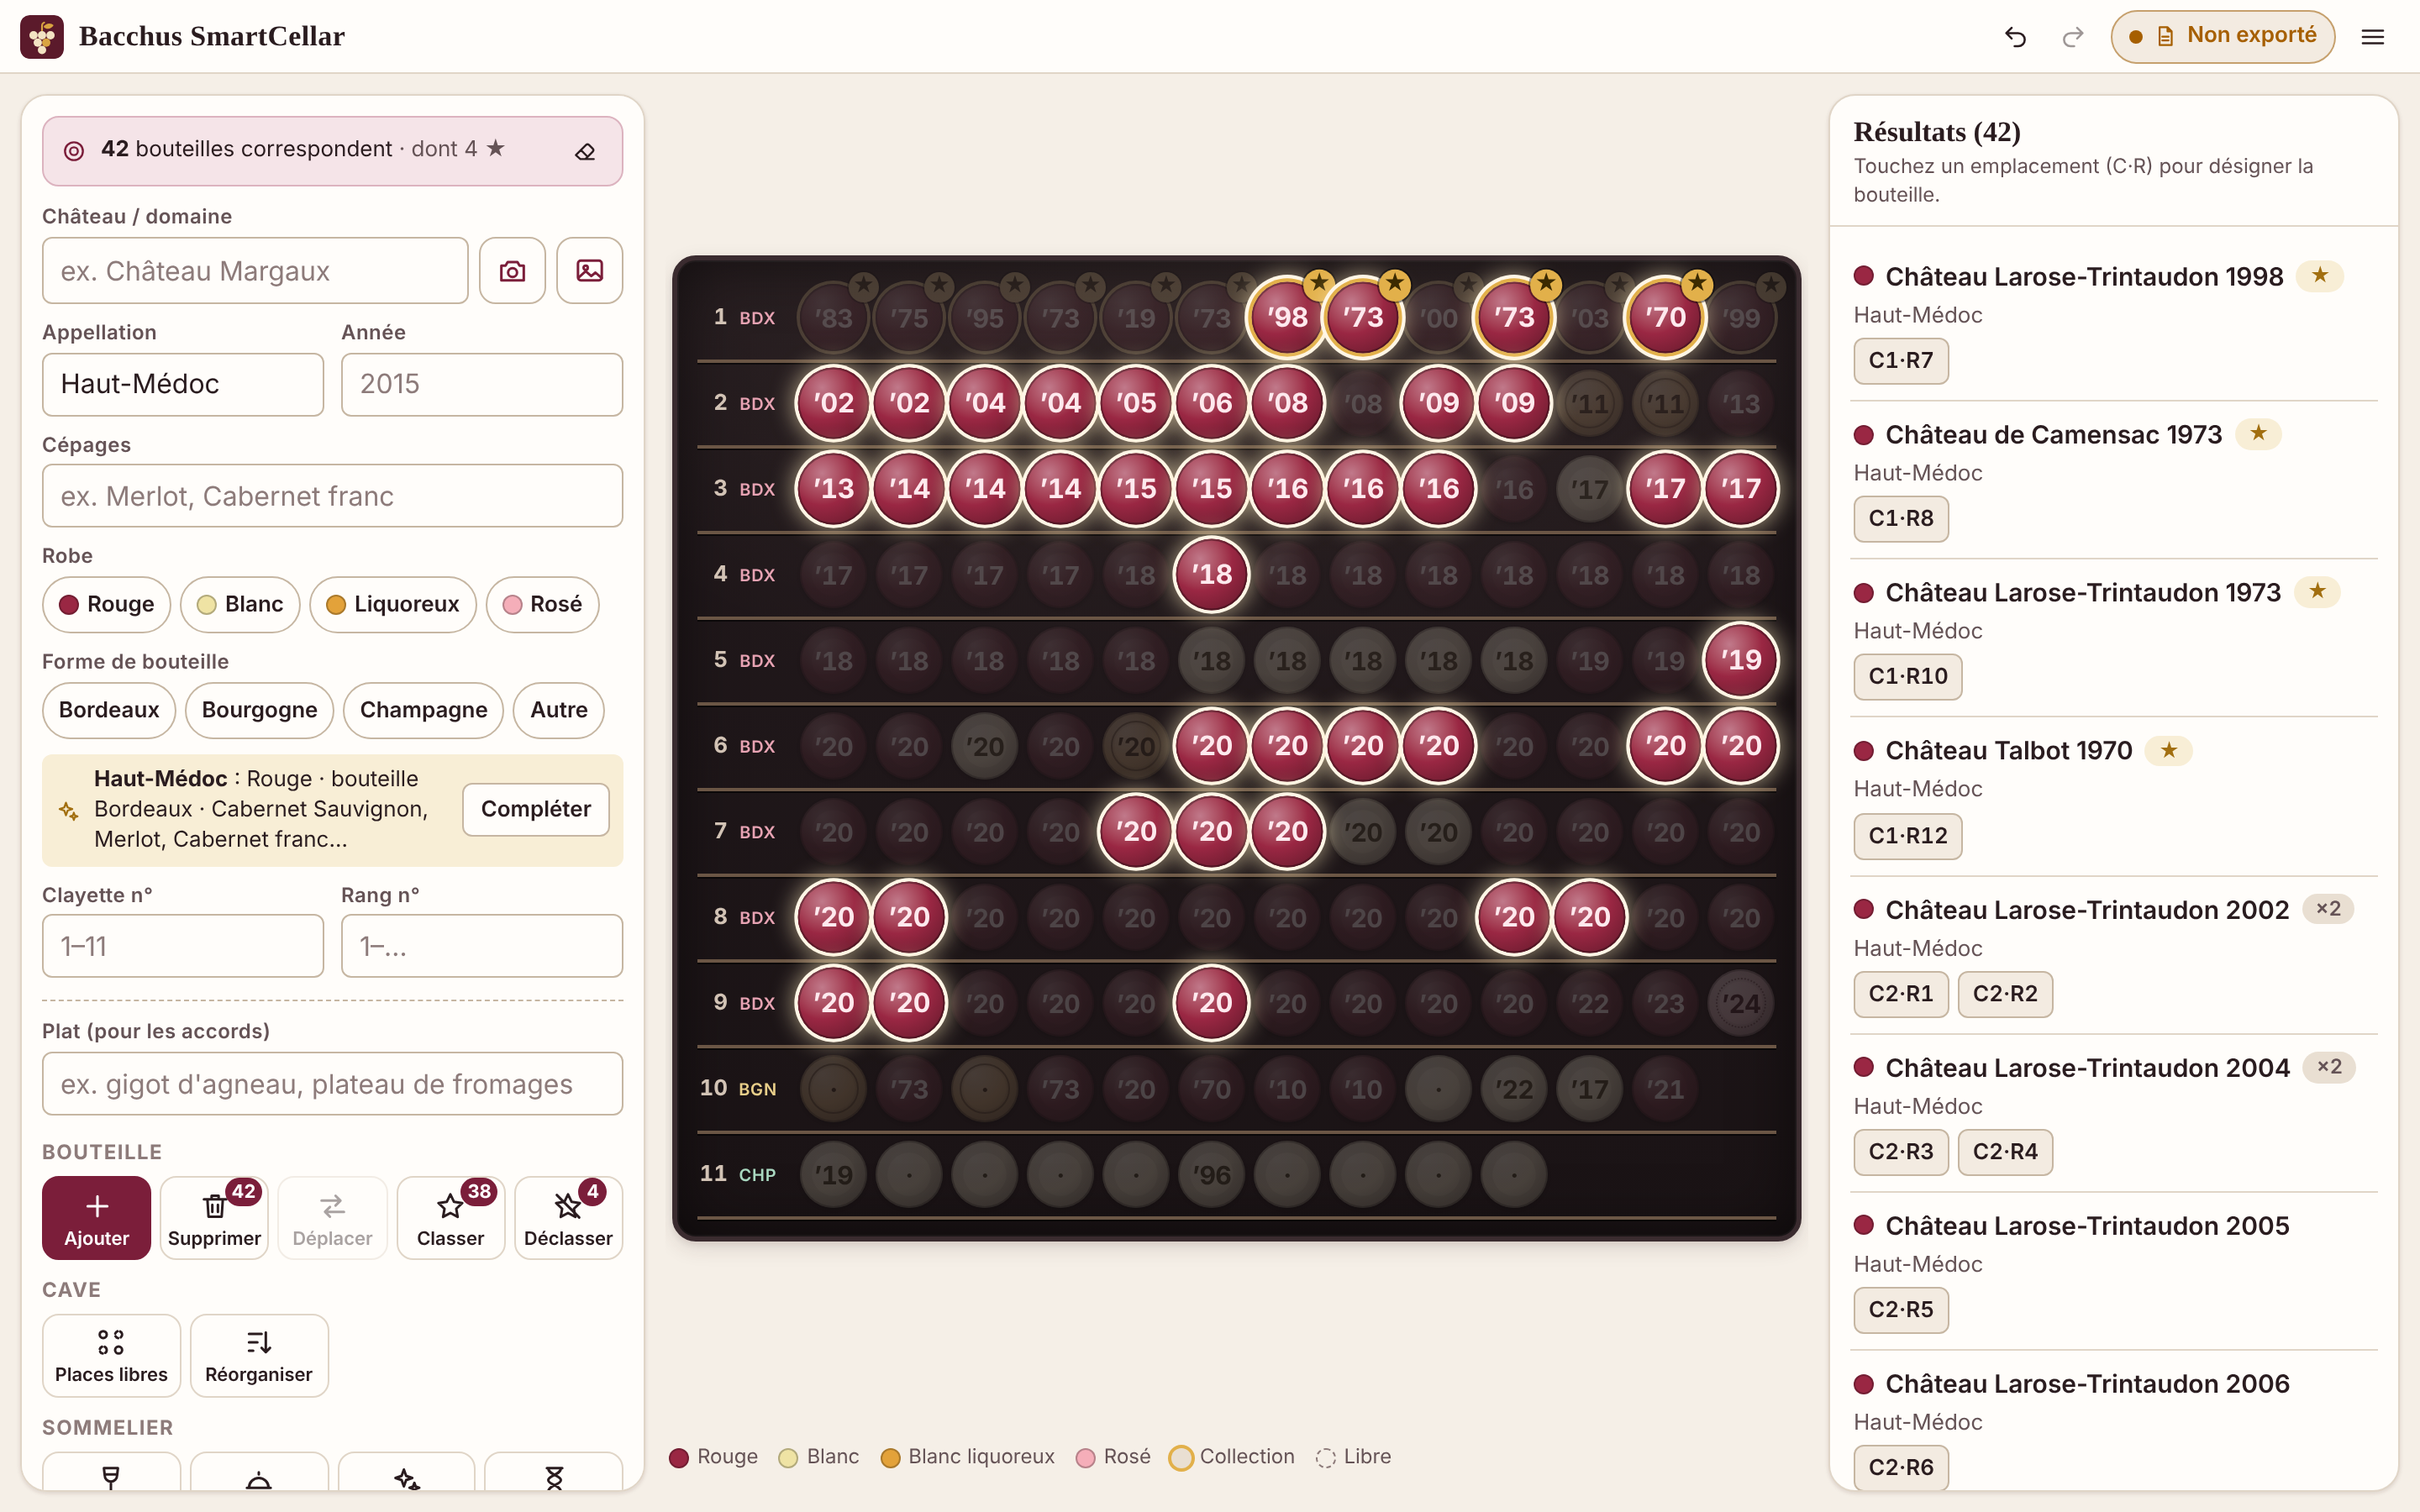 Bacchus SmartCellar
Non exporté
42 bouteilles correspondent · dont 4 ★
Château / domaine
ex. Château Margaux
Appellation Année
Haut-Médoc 2015
Cépages
ex. Merlot, Cabernet franc
Robe
Rouge Blanc Liquoreux Rosé
Forme de bouteille
Bordeaux Bourgogne Champagne Autre
Haut-Médoc : Rouge · bouteille
Bordeaux · Cabernet Sauvignon,
Merlot, Cabernet franc…
Compléter
Clayette n° Rang n°
1–11 1–…
Plat (pour les accords)
ex. gigot d'agneau, plateau de fromages
BOUTEILLE
42 38 4
Ajouter Supprimer Déplacer Classer Déclasser
CAVE
Places libres Réorganiser
SOMMELIER
1 BDX '83 '75 '95 '73 '19 '73 '98 '73 '00 '73 '03 '70 '99
2 BDX '02 '02 '04 '04 '05 '06 '08 '08 '09 '09 '11 '11 '13
3 BDX '13 '14 '14 '14 '15 '15 '16 '16 '16 '16 '17 '17 '17
4 BDX '17 '17 '17 '17 '18 '18 '18 '18 '18 '18 '18 '18 '18
5 BDX '18 '18 '18 '18 '18 '18 '18 '18 '18 '18 '19 '19 '19
6 BDX '20 '20 '20 '20 '20 '20 '20 '20 '20 '20 '20 '20 '20
7 BDX '20 '20 '20 '20 '20 '20 '20 '20 '20 '20 '20 '20 '20
8 BDX '20 '20 '20 '20 '20 '20 '20 '20 '20 '20 '20 '20 '20
9 BDX '20 '20 '20 '20 '20 '20 '20 '20 '20 '20 '22 '23 '24
10 BGN · '73 · '73 '20 '70 '10 '10 · '22 '17 '21
11 CHP '19 · · · · '96 · · · ·
Rouge Blanc Blanc liquoreux Rosé Collection Libre
Résultats (42)
Touchez un emplacement (C·R) pour désigner la
bouteille.
Château Larose-Trintaudon 1998 ★
Haut-Médoc
C1·R7
Château de Camensac 1973 ★
Haut-Médoc
C1·R8
Château Larose-Trintaudon 1973 ★
Haut-Médoc
C1·R10
Château Talbot 1970 ★
Haut-Médoc
C1·R12
Château Larose-Trintaudon 2002 ×2
Haut-Médoc
C2·R1 C2·R2
Château Larose-Trintaudon 2004 ×2
Haut-Médoc
C2·R3 C2·R4
Château Larose-Trintaudon 2005
Haut-Médoc
C2·R5
Château Larose-Trintaudon 2006
Haut-Médoc
C2·R6